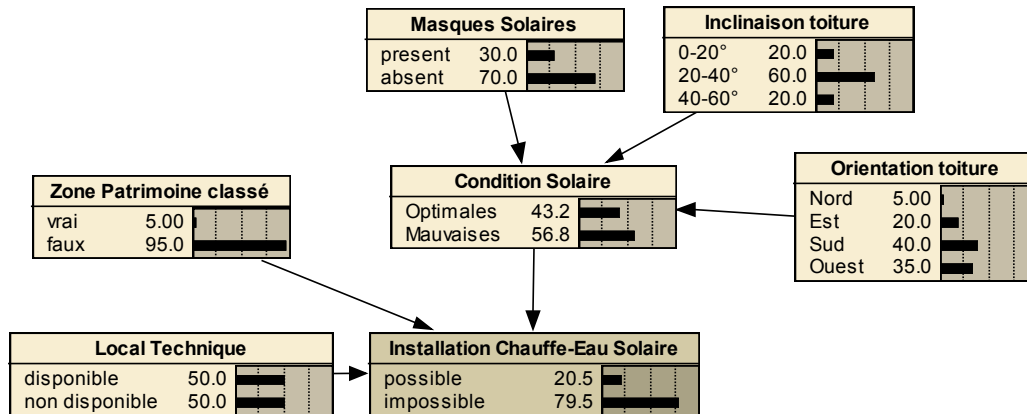 Masques Solaires
present 30.0
absent 70.0
Inclinaison toiture
0-20° 20.0
20-40° 60.0
40-60° 20.0
Zone Patrimoine classé
vrai 5.00
faux 95.0
Condition Solaire
Optimales 43.2
Mauvaises 56.8
Orientation toiture
Nord 5.00
Est 20.0
Sud 40.0
Ouest 35.0
Local Technique
disponible 50.0
non disponible 50.0
Installation Chauffe-Eau Solaire
possible 20.5
impossible 79.5